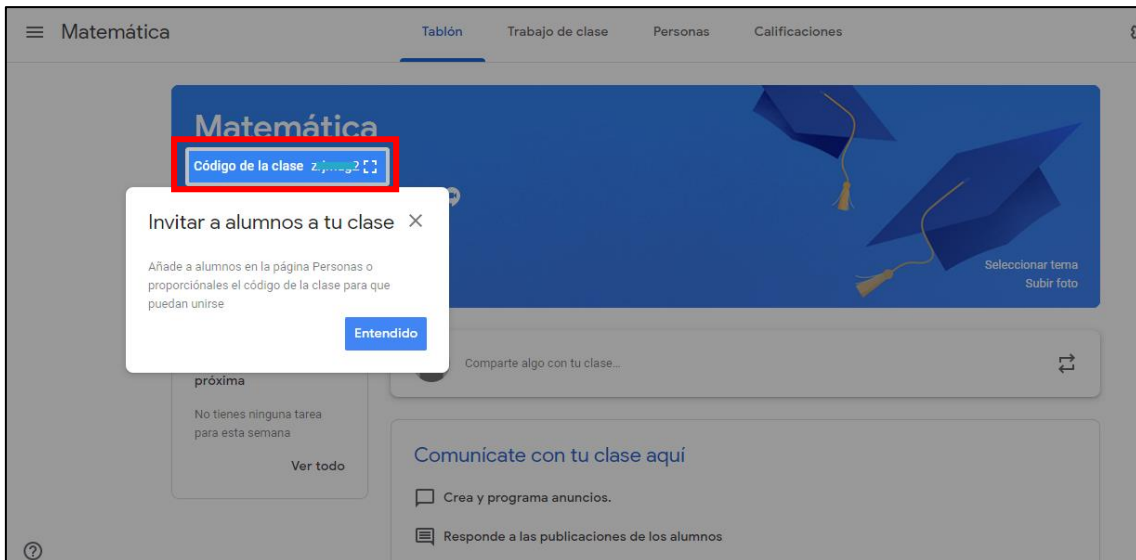 Matemática
Tablón Trabajo de clase Personas Calificaciones
Matemática
Código de la clase
Invitar a alumnos a tu clase
Añade a alumnos en la página Personas o
proporciónales el código de la clase para que
puedan unirse
Entendido
Seleccionar tema
Subir foto
Comparte algo con tu clase...
próxima
No tienes ninguna tarea
para esta semana
Ver todo
Comunícate con tu clase aquí
Crea y programa anuncios.
Responde a las publicaciones de los alumnos